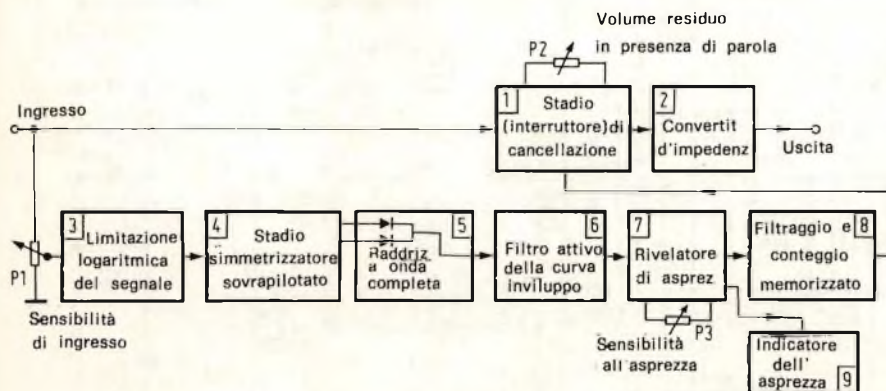 Volume residuo
P2 in presenza di parola
Ingresso
1 Stadio
(interruttore)di
cancellazione
2 Convertit
d'impedenz
Uscita
P1
3 Limitazione
logaritmica
del segnale
4 Stadio
simmetrizzatore
sovrapilotato
5
Raddriz
a onda
completa
6
Filtro attivo
della curva
inviluppo
7
Rivelatore
di asprez
Filtraggio e 8
conteggio
memorizzato
Sensibilità
di ingresso
P3
Sensibilità
all'asprezza
Indicatore
dell'
asprezza 9